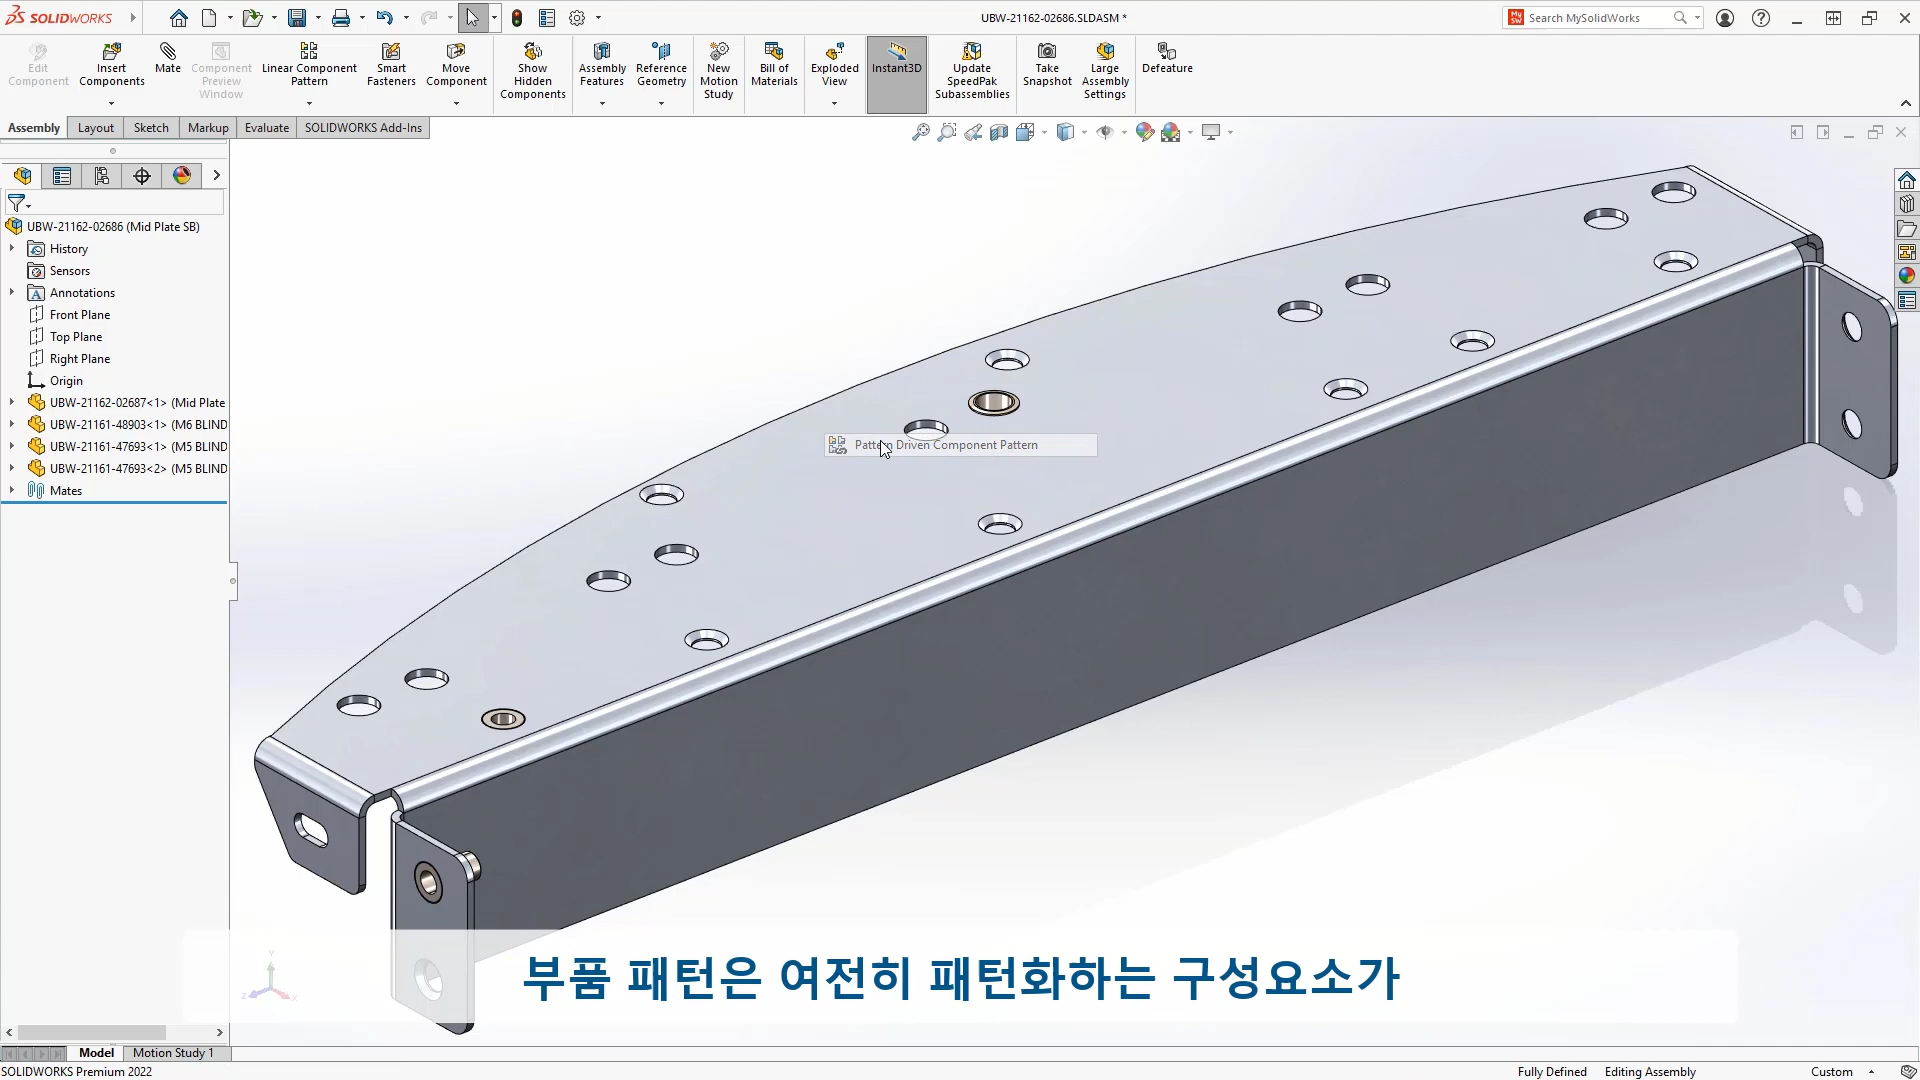 SOLIDWORKS
UBW-21162-02686.SLDASM *
Search MySolidWorks
Edit Component
Insert Components
Mate
Component Preview Window
Linear Component Pattern
Smart Fasteners
Move Component
Show Hidden Components
Assembly Features
Reference Geometry
New Motion Study
Bill of Materials
Exploded View
Instant3D
Update SpeedPak Subassemblies
Take Snapshot
Large Assembly Settings
Defeature
Assembly
Layout
Sketch
Markup
Evaluate
SOLIDWORKS Add-Ins
UBW-21162-02686 (Mid Plate SB)
History
Sensors
Annotations
Front Plane
Top Plane
Right Plane
Origin
UBW-21162-02687<1> (Mid Plate
UBW-21161-48903<1> (M6 BLIND
UBW-21161-47693<1> (M5 BLIND
UBW-21161-47693<2> (M5 BLIND
Mates
Pattern Driven Component Pattern
부품 패턴은 여전히 패턴화하는 구성요소가
Model
Motion Study 1
SOLIDWORKS Premium 2022
Fully Defined
Editing Assembly
Custom